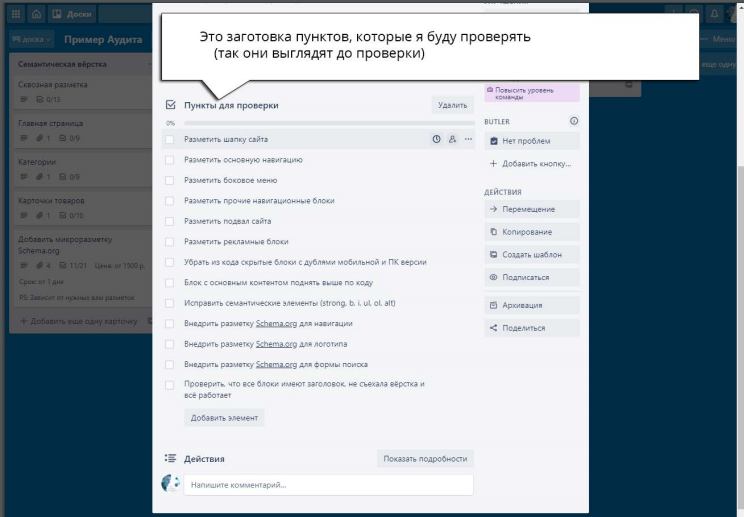 Доски
доска
Пример Аудита
Меню
Это заготовка пунктов, которые я буду проверять
(так они выглядят до проверки)
Семантическая вёрстка
Сквозная разметка
0/13
Главная страница
1 0/9
Категории
1 0/9
Карточки товаров
1 0/10
Добавить микроразметку
Schema.org
4 11/21 Цена: от 1500 р.
Срок: от 1 дня
PS: Зависит от нужных вам разметок
+ Добавить еще одну карточку
еще одну
Пункты для проверки
Удалить
0%
Разметить шапку сайта
Разметить основную навигацию
Разметить боковое меню
Разметить прочие навигационные блоки
Разметить подвал сайта
Разметить рекламные блоки
Убрать из кода скрытые блоки с дублями мобильной и ПК версии
Блок с основным контентом поднять выше по коду
Исправить семантические элементы (strong, b, i, ul, ol, alt)
Внедрить разметку Schema.org для навигации
Внедрить разметку Schema.org для логотипа
Внедрить разметку Schema.org для формы поиска
Проверить, что все блоки имеют заголовок, не съехала вёрстка и
всё работает
Добавить элемент
Действия
Показать подробности
Напишите комментарий...
Повысить уровень
команды
BUTLER
Нет проблем
+ Добавить кнопку...
ДЕЙСТВИЯ
Перемещение
Копирование
Создать шаблон
Подписаться
Архивация
Поделиться